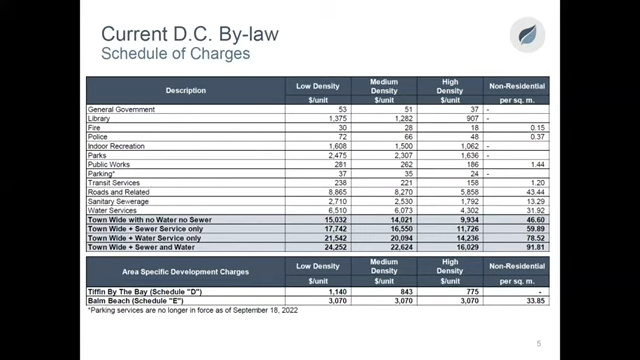 Current D.C. By-law
Schedule of Charges
Description Low Density Medium Density High Density Non-Residential
$/unit $/unit $/unit per sq. m.
General Government 53 51 37 -
Library 1,375 1,282 907 -
Fire 30 28 18 0.15
Police 72 66 48 0.37
Indoor Recreation 1,608 1,500 1,062 -
Parks 2,475 2,307 1,636 -
Public Works 281 262 186 1.44
Parking* 37 35 24 -
Transit Services 238 221 158 1.20
Roads and Related 8,865 8,270 5,858 43.44
Sanitary Sewerage 2,710 2,530 1,792 13.29
Water Services 6,510 6,073 4,302 31.92
Town Wide with no Water no Sewer 15,032 14,021 9,934 46.60
Town Wide + Sewer Service only 17,742 16,550 11,726 59.89
Town Wide + Water Service only 21,542 20,094 14,236 78.52
Town Wide + Sewer and Water 24,252 22,624 16,029 91.81
Area Specific Development Charges Low Density Medium Density High Density Non-Residential
$/unit $/unit $/unit per sq. m.
Tiffin By The Bay (Schedule "D") 1,140 843 775 -
Balm Beach (Schedule "E") 3,070 3,070 3,070 33.85
*Parking services are no longer in force as of September 18, 2022
5